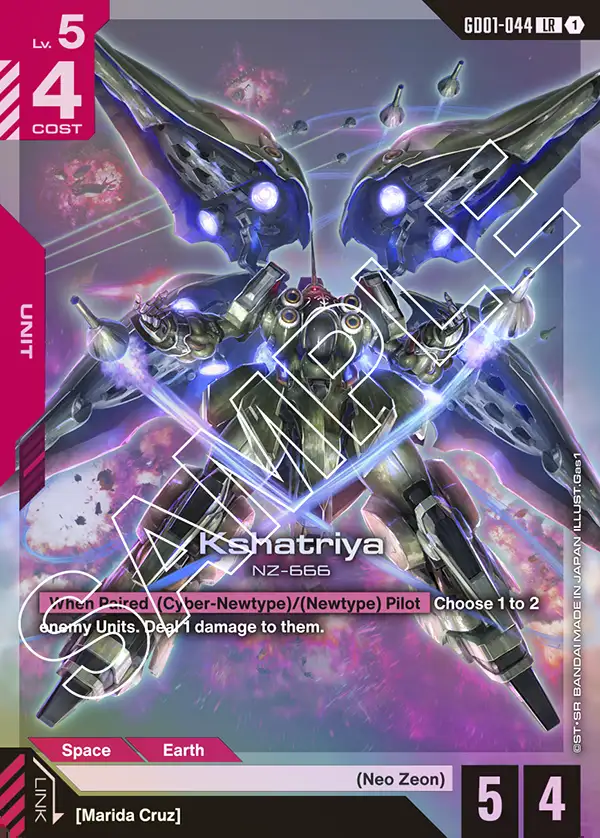 Lv. 5
4
COST
GD01-044 LR 1
UNIT
SAMPLE
Kshatriya
NZ-666
When Paired (Cyber-Newtype)/(Newtype) Pilot Choose 1 to 2
enemy Units. Deal 1 damage to them.
©ST・SR BANDAI MADE IN JAPAN ILLUST.Gas1
Space Earth
(Neo Zeon)
LINK
[Marida Cruz]
5 4